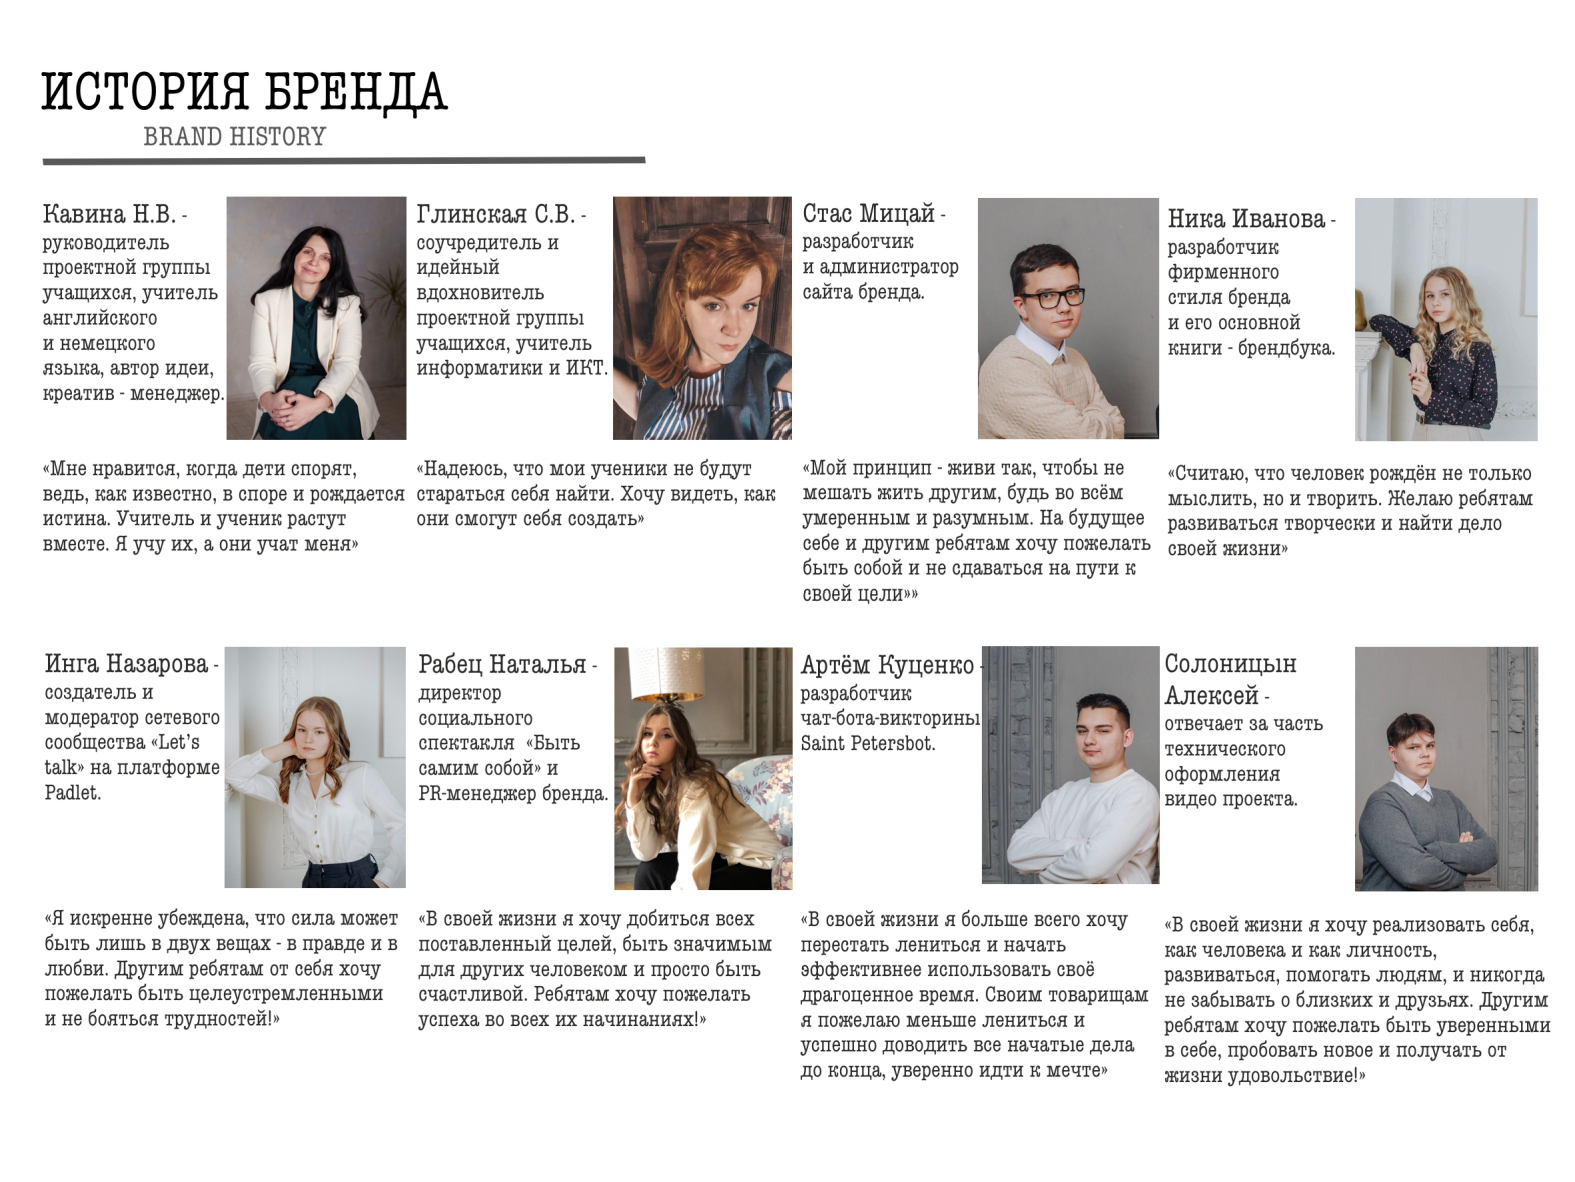 ИСТОРИЯ БРЕНДА
BRAND HISTORY
Кавина Н.В. -
руководитель
проектной группы
учащихся, учитель
английского
и немецкого
языка, автор идеи,
креатив - менеджер.
«Мне нравится, когда дети спорят,
ведь, как известно, в споре и рождается
истина. Учитель и ученик растут
вместе. Я учу их, а они учат меня»
Глинская С.В. -
соучредитель и
идейный
вдохновитель
проектной группы
учащихся, учитель
информатики и ИКТ.
«Надеюсь, что мои ученики не будут
стараться себя найти. Хочу видеть, как
они смогут себя создать»
Стас Мицай -
разработчик
и администратор
сайта бренда.
«Мой принцип - живи так, чтобы не
мешать жить другим, будь во всём
умеренным и разумным. На будущее
себе и другим ребятам хочу пожелать
быть собой и не сдаваться на пути к
своей цели»»
Ника Иванова -
разработчик
фирменного
стиля бренда
и его основной
книги - брендбука.
«Считаю, что человек рождён не только
мыслить, но и творить. Желаю ребятам
развиваться творчески и найти дело
своей жизни»
Инга Назарова -
создатель и
модератор сетевого
сообщества «Let's
talk» на платформе
Padlet.
«Я искренне убеждена, что сила может
быть лишь в двух вещах - в правде и в
любви. Другим ребятам от себя хочу
пожелать быть целеустремленными
и не бояться трудностей!»
Рабец Наталья -
директор
социального
спектакля «Быть
самим собой» и
PR-менеджер бренда.
«В своей жизни я хочу добиться всех
поставленный целей, быть значимым
для других человеком и просто быть
счастливой. Ребятам хочу пожелать
успеха во всех их начинаниях!»
Артём Куценко -
разработчик
чат-бота-викторины
Saint Petersbot.
«В своей жизни я больше всего хочу
перестать лениться и начать
эффективнее использовать своё
драгоценное время. Своим товарищам
я пожелаю меньше лениться и
успешно доводить все начатые дела
до конца, уверенно идти к мечте»
Солоницын
Алексей -
отвечает за часть
технического
оформления
видео проекта.
«В своей жизни я хочу реализовать себя,
как человека и как личность,
развиваться, помогать людям, и никогда
не забывать о близких и друзьях. Другим
ребятам хочу пожелать быть уверенными
в себе, пробовать новое и получать от
жизни удовольствие!»